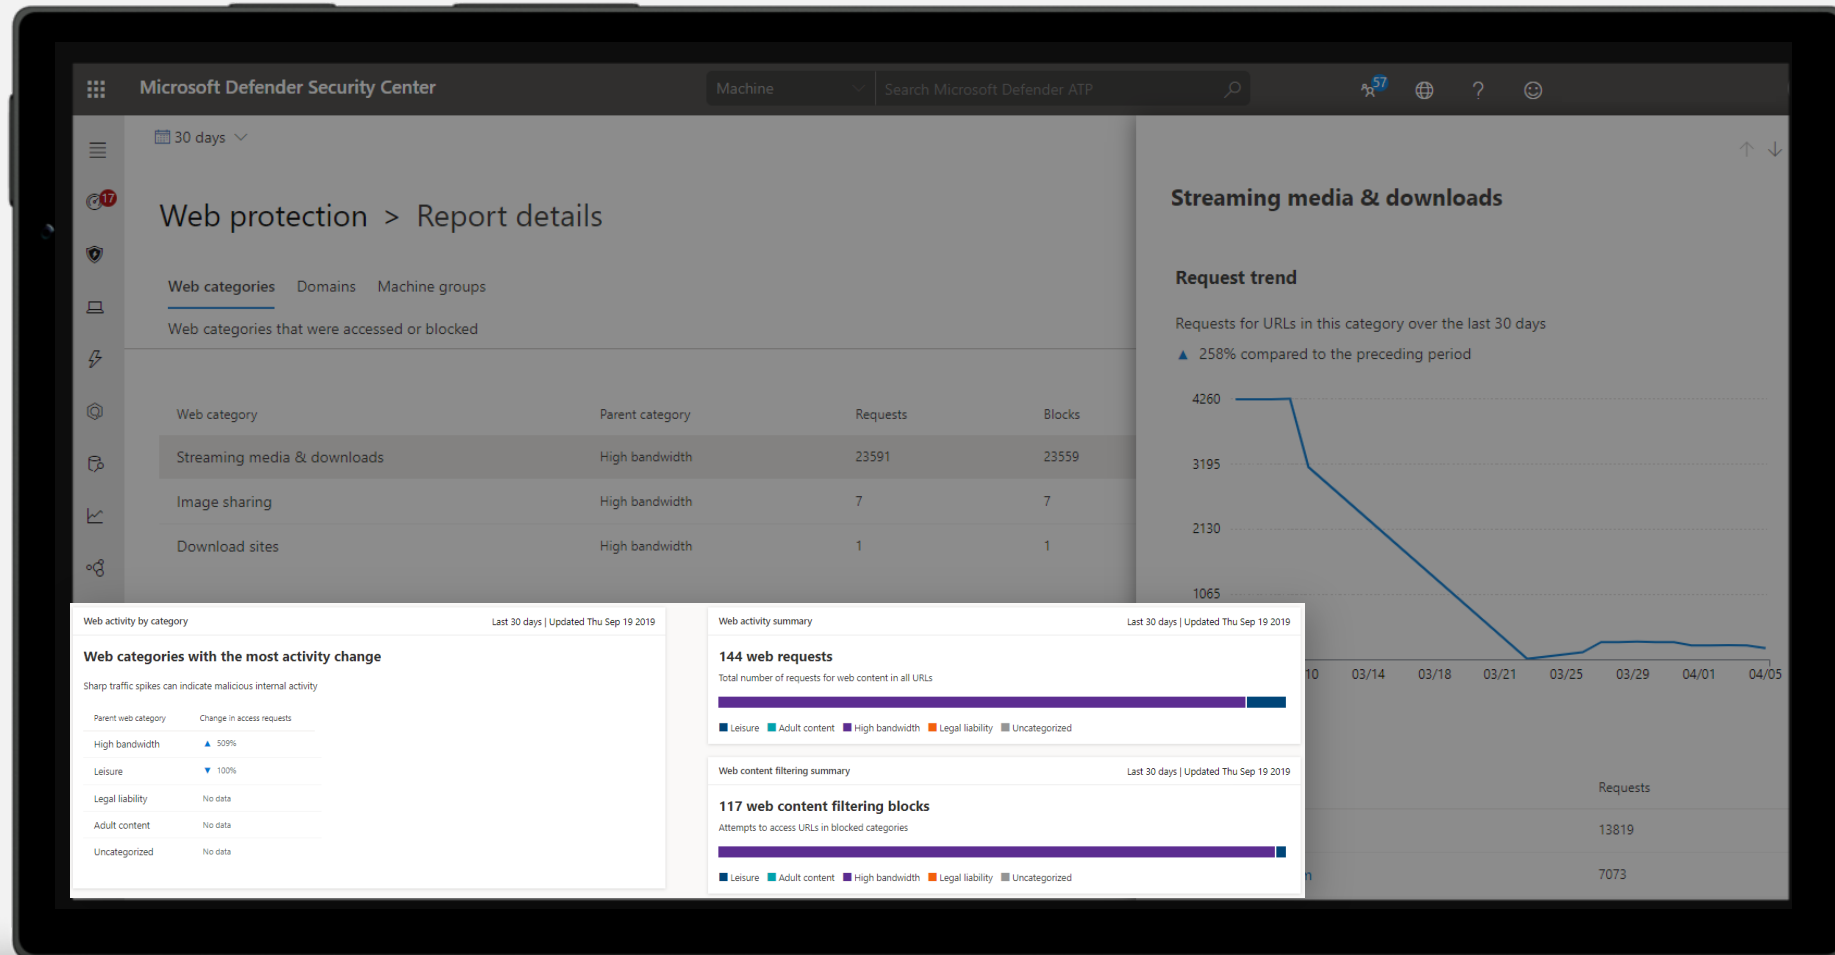 Microsoft Defender Security Center
Machine
Search Microsoft Defender ATP
57
?
30 days
17
Web protection > Report details
Web categories Domains Machine groups
Web categories that were accessed or blocked
Web category Parent category Requests Blocks
Streaming media & downloads High bandwidth 23591 23559
Image sharing High bandwidth 7 7
Download sites High bandwidth 1 1
Streaming media & downloads
Request trend
Requests for URLs in this category over the last 30 days
▲ 258% compared to the preceding period
4260
3195
2130
1065
10 03/14 03/18 03/21 03/25 03/29 04/01 04/05
Requests
13819
7073
Web activity by category Last 30 days | Updated Thu Sep 19 2019
Web categories with the most activity change
Sharp traffic spikes can indicate malicious internal activity
Parent web category Change in access requests
High bandwidth ▲ 509%
Leisure ▼ 100%
Legal liability No data
Adult content No data
Uncategorized No data
Web activity summary Last 30 days | Updated Thu Sep 19 2019
144 web requests
Total number of requests for web content in all URLs
Leisure Adult content High bandwidth Legal liability Uncategorized
Web content filtering summary Last 30 days | Updated Thu Sep 19 2019
117 web content filtering blocks
Attempts to access URLs in blocked categories
Leisure Adult content High bandwidth Legal liability Uncategorized